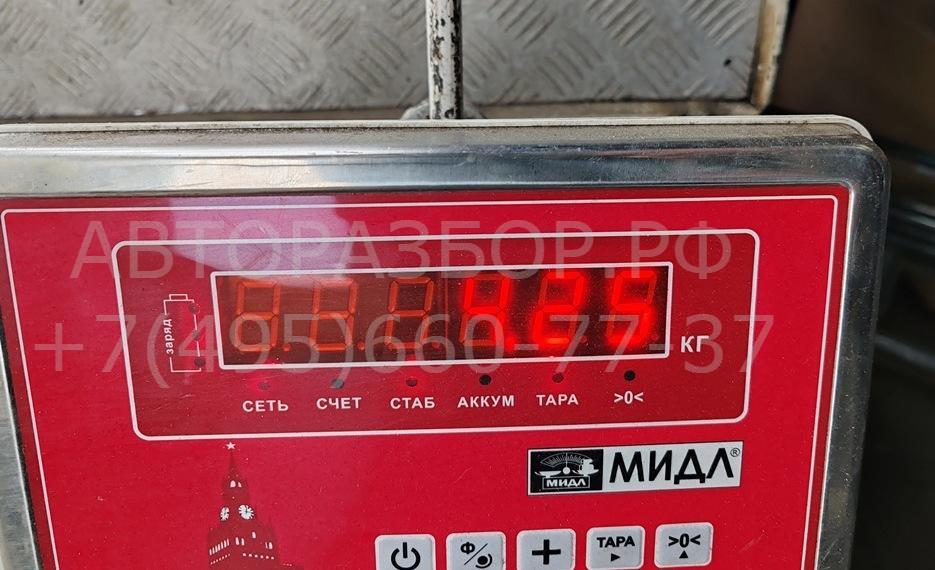 АВТОРАЗБОР.РФ
4.25
+7(495)660-77-37
заряд
КГ
СЕТЬ СЧЕТ СТАБ АККУМ ТАРА >0<
МИДЛ МИДЛ®
Ф/ + ТАРА >0<